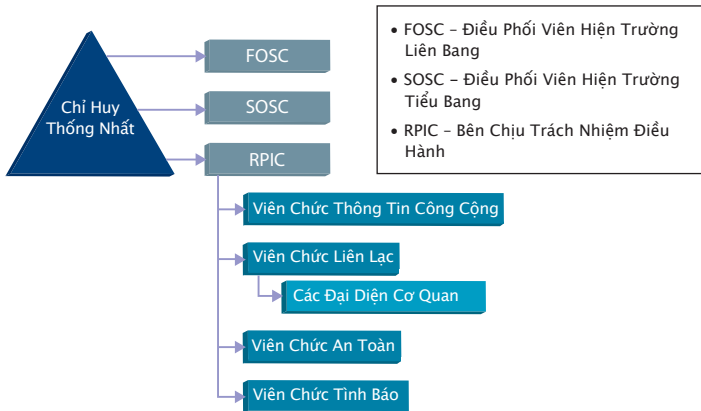 Chỉ Huy
Thống Nhất
FOSC
SOSC
RPIC
Viên Chức Thông Tin Công Cộng
Viên Chức Liên Lạc
Các Đại Diện Cơ Quan
Viên Chức An Toàn
Viên Chức Tình Báo
• FOSC – Điều Phối Viên Hiện Trường
Liên Bang
• SOSC – Điều Phối Viên Hiện Trường
Tiểu Bang
• RPIC – Bên Chịu Trách Nhiệm Điều
Hành